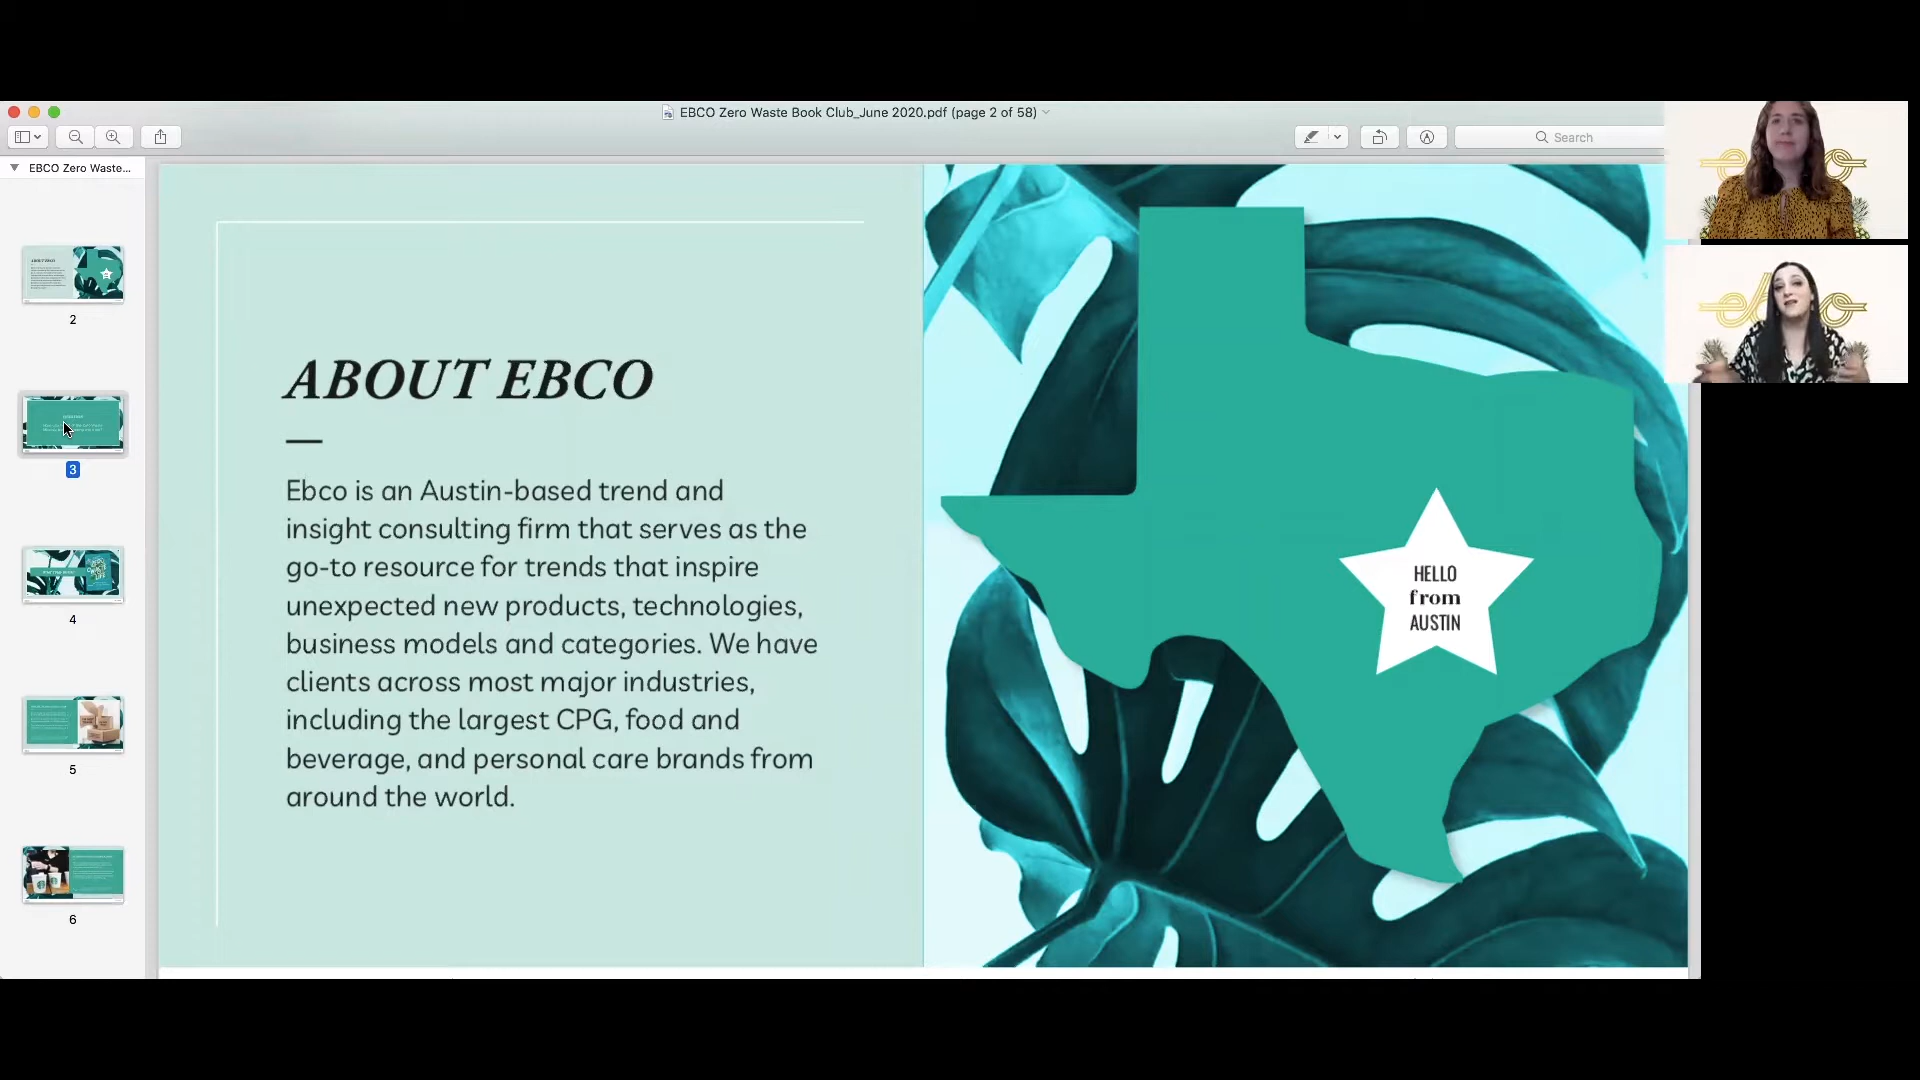 EBCO Zero Waste Book Club_June 2020.pdf (page 2 of 58)
Search
EBCO Zero Waste...
ABOUT EBCO
2
3
4
5
6
ABOUT EBCO
Ebco is an Austin-based trend and
insight consulting firm that serves as the
go-to resource for trends that inspire
unexpected new products, technologies,
business models and categories. We have
clients across most major industries,
including the largest CPG, food and
beverage, and personal care brands from
around the world.
HELLO
from
AUSTIN
ebco